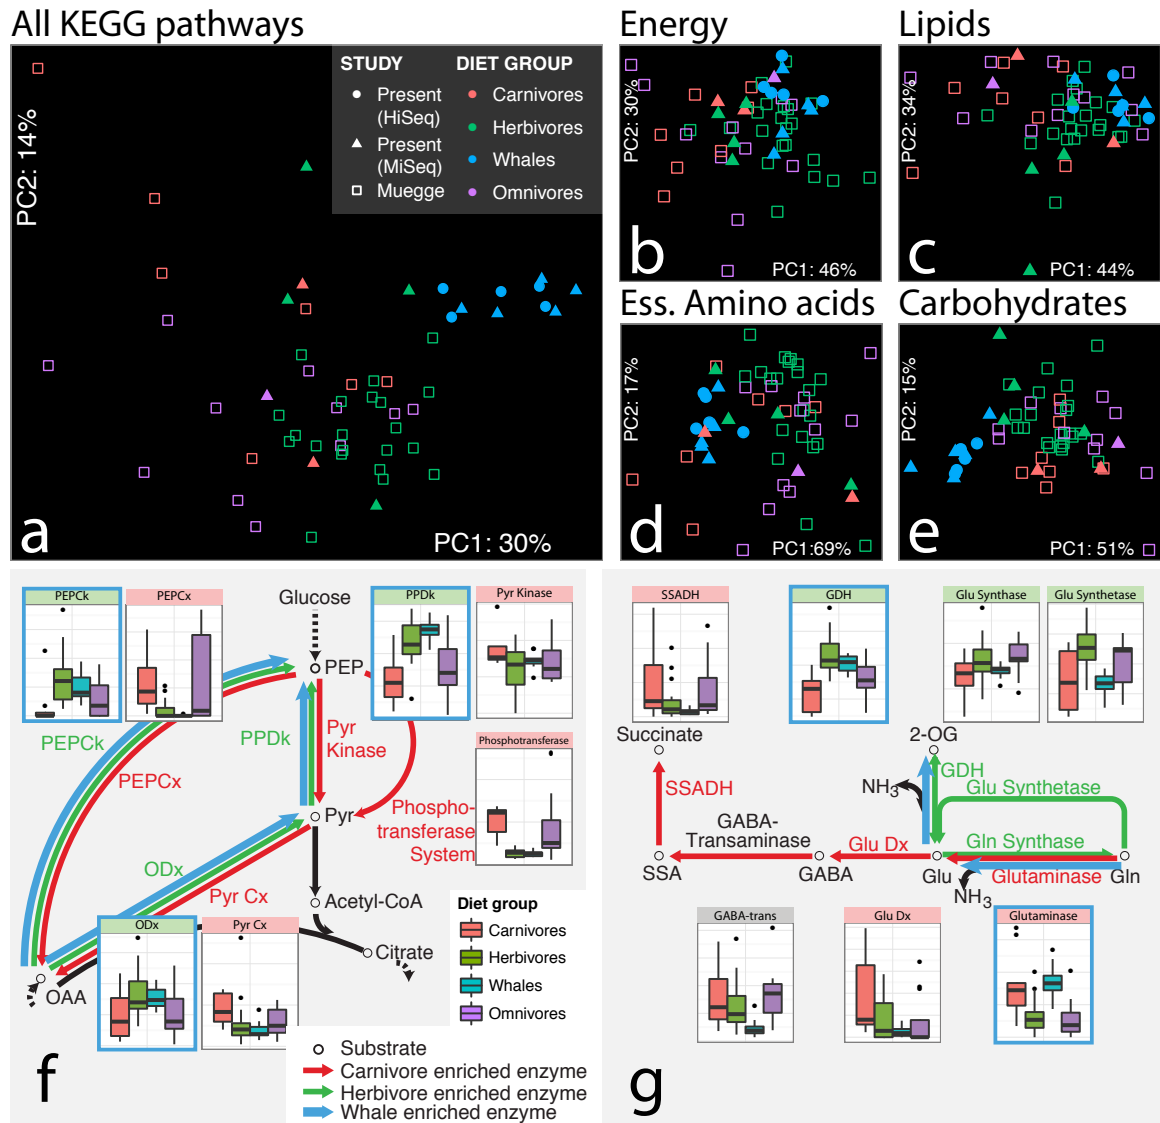 All KEGG pathways
Energy
Lipids
PC2: 14%
STUDY
DIET GROUP
Present
(HiSeq)
Present
(MiSeq)
Muegge
Carnivores
Herbivores
Whales
Omnivores
a
PC1: 30%
PC2: 30%
b
PC1: 46%
PC2: 34%
c
PC1: 44%
Ess. Amino acids
Carbohydrates
PC2: 17%
d
PC1:69%
PC2: 15%
e
PC1: 51%
PEPCk
PEPCx
Glucose
PPDk
Pyr Kinase
PEP
PEPCk
PPDk
Pyr
Kinase
PEPCx
Phosphotransferase
Pyr
Phospho-
transferase
System
ODx
Pyr Cx
Acetyl-CoA
Citrate
ODx
Pyr Cx
OAA
Diet group
Carnivores
Herbivores
Whales
Omnivores
f
Substrate
Carnivore enriched enzyme
Herbivore enriched enzyme
Whale enriched enzyme
SSADH
GDH
Glu Synthase
Glu Synthetase
Succinate
2-OG
SSADH
NH3
GDH
Glu Synthetase
GABA-
Transaminase
Glu Dx
Gln Synthase
SSA
GABA
Glu
Glutaminase
Gln
NH3
GABA-trans
Glu Dx
Glutaminase
g